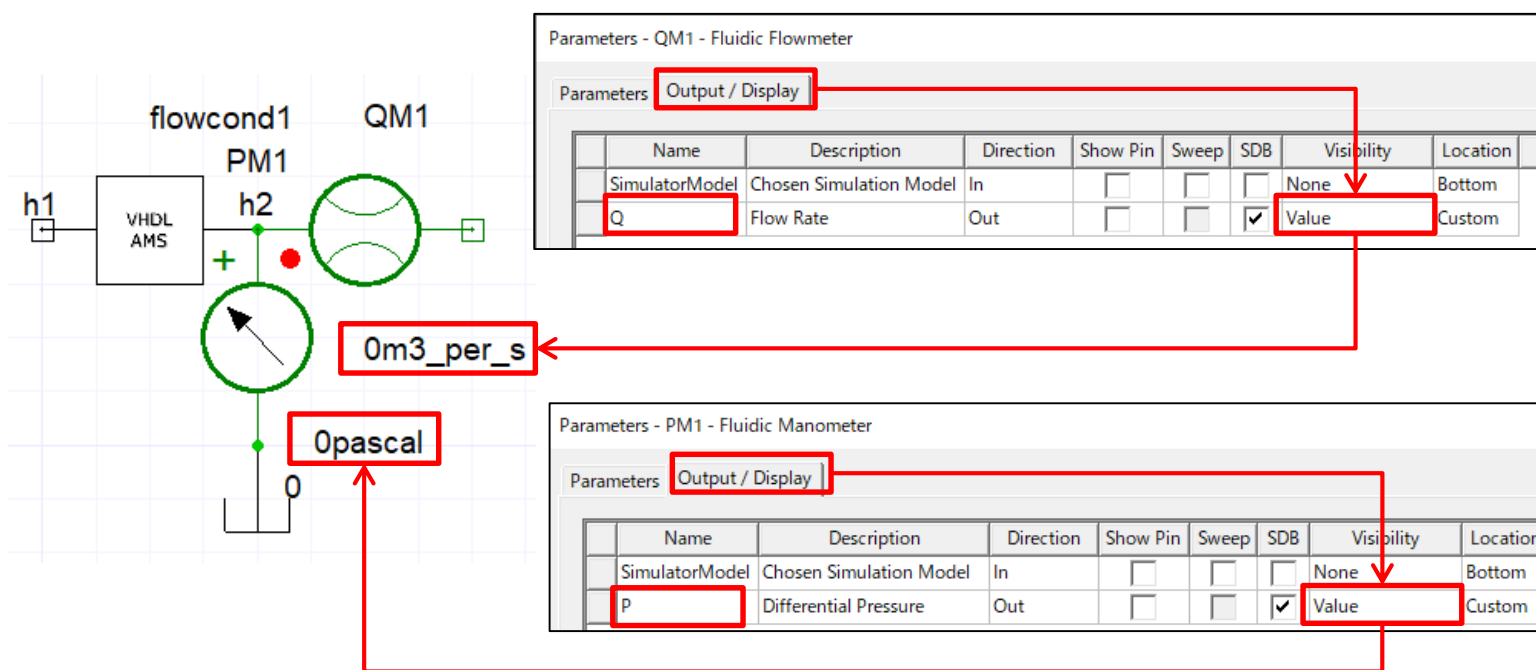 flowcond1
QM1
PM1
h1
VHDL
AMS
h2
+
0m3_per_s
0pascal
0
Parameters - QM1 - Fluidic Flowmeter
Parameters Output / Display
Name Description Direction Show Pin Sweep SDB Visibility Location
SimulatorModel Chosen Simulation Model In None Bottom
Q Flow Rate Out Value Custom
Parameters - PM1 - Fluidic Manometer
Parameters Output / Display
Name Description Direction Show Pin Sweep SDB Visibility Location
SimulatorModel Chosen Simulation Model In None Bottom
P Differential Pressure Out Value Custom